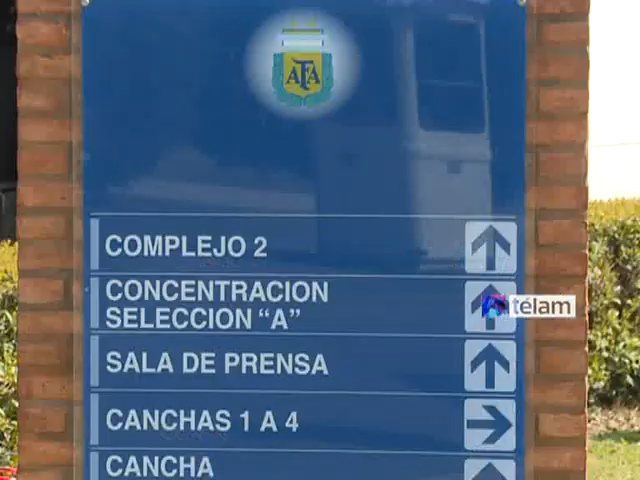 AFA
COMPLEJO 2
CONCENTRACION
SELECCION “A”
télam
SALA DE PRENSA
CANCHAS 1 A 4
CANCHA